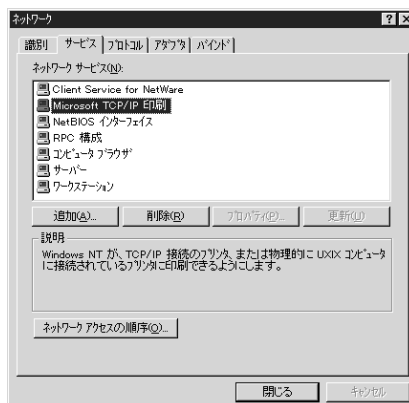 ネットワーク
識別 サービス プロトコル アダプタ バインド
ネットワーク サービス(N):
Client Service for NetWare
Microsoft TCP/IP 印刷
NetBIOS インターフェイス
RPC 構成
コンピュータ ブラウザ
サーバー
ワークステーション
追加(A)... 削除(R) プロパティ(P)... 更新(U)
説明
Windows NT が、TCP/IP 接続のプリンタ、または物理的に UXIX コンピュータ
に接続されているプリンタに印刷できるようにします。
ネットワーク アクセスの順序(O)...
閉じる キャンセル